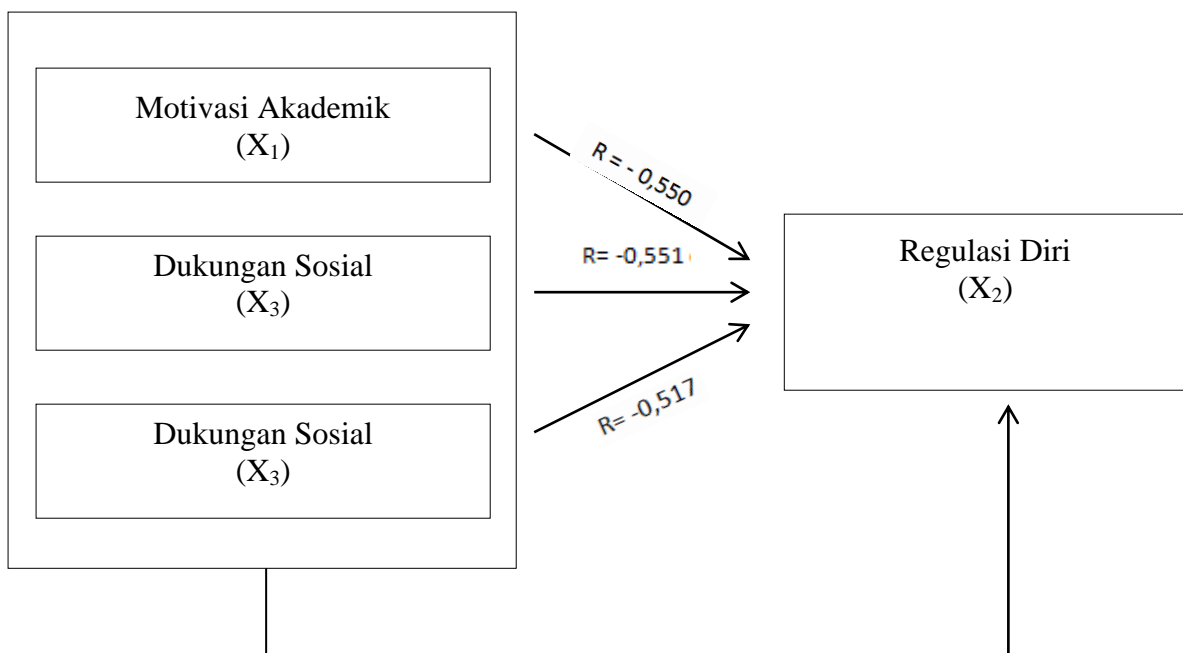 Motivasi Akademik
(X₁)
R = - 0,550
Dukungan Sosial
(X₃)
R= -0,551
Regulasi Diri
(X₂)
Dukungan Sosial
(X₃)
R= -0,517